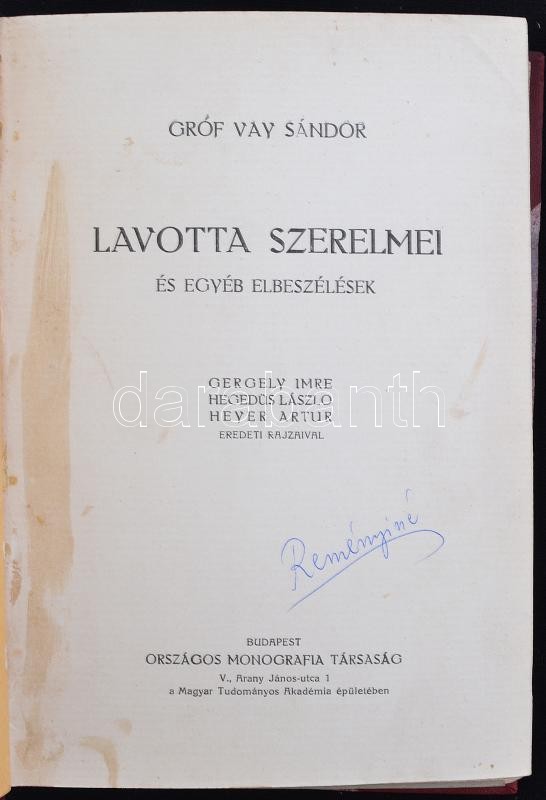 GRÓF VAY SÁNDOR
LAVOTTA SZERELMEI
ÉS EGYÉB ELBESZÉLÉSEK
GERGELY IMRE
HEGEDÜS LÁSZLÓ
HEYER ARTUR
EREDETI RAJZAIVAL
darabanth
Reményiné
BUDAPEST
ORSZÁGOS MONOGRAFIA TÁRSASÁG
V., Arany János-utca 1
a Magyar Tudományos Akadémia épületében